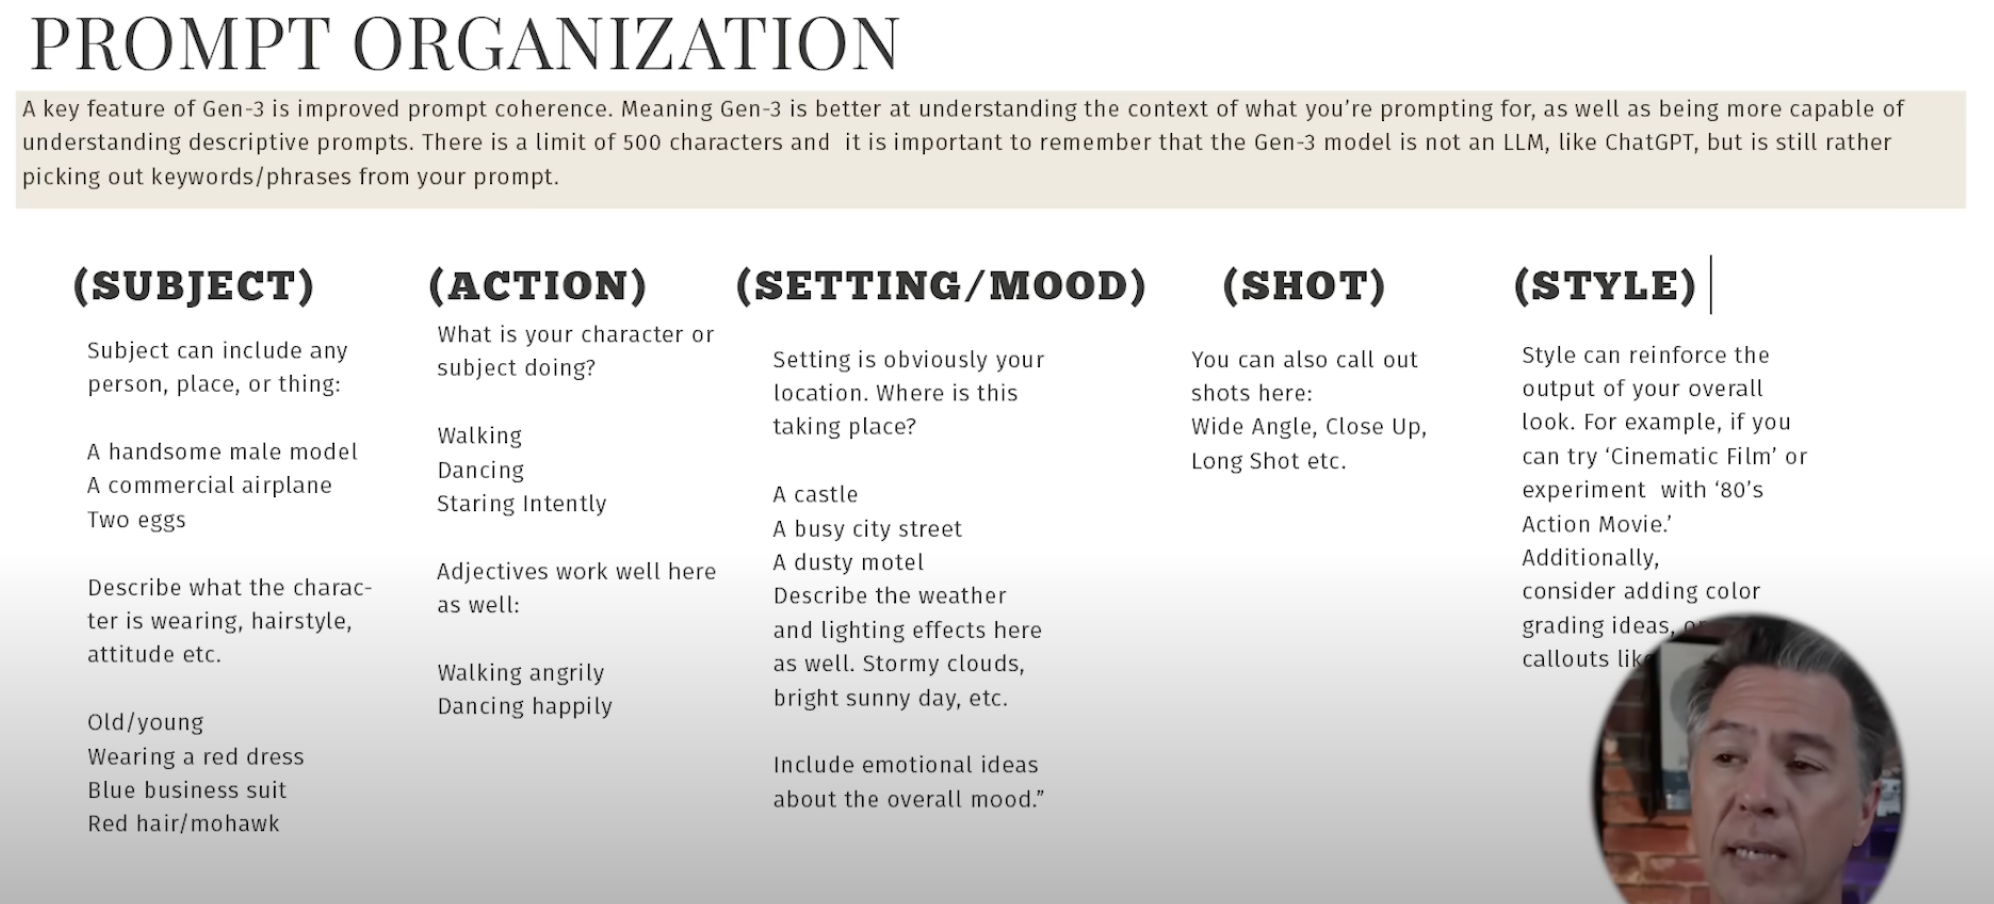 PROMPT ORGANIZATION
A key feature of Gen-3 is improved prompt coherence. Meaning Gen-3 is better at understanding the context of what you’re prompting for, as well as being more capable of
understanding descriptive prompts. There is a limit of 500 characters and  it is important to remember that the Gen-3 model is not an LLM, like ChatGPT, but is still rather
picking out keywords/phrases from your prompt.
(SUBJECT)
Subject can include any
person, place, or thing:
A handsome male model
A commercial airplane
Two eggs
Describe what the charac-
ter is wearing, hairstyle,
attitude etc.
Old/young
Wearing a red dress
Blue business suit
Red hair/mohawk
(ACTION)
What is your character or
subject doing?
Walking
Dancing
Staring Intently
Adjectives work well here
as well:
Walking angrily
Dancing happily
(SETTING/MOOD)
Setting is obviously your
location. Where is this
taking place?
A castle
A busy city street
A dusty motel
Describe the weather
and lighting effects here
as well. Stormy clouds,
bright sunny day, etc.
Include emotional ideas
about the overall mood.”
(SHOT)
You can also call out
shots here:
Wide Angle, Close Up,
Long Shot etc.
(STYLE)
Style can reinforce the
output of your overall
look. For example, if you
can try ‘Cinematic Film’ or
experiment  with ‘80’s
Action Movie.’
Additionally,
consider adding color
grading ideas,
callouts